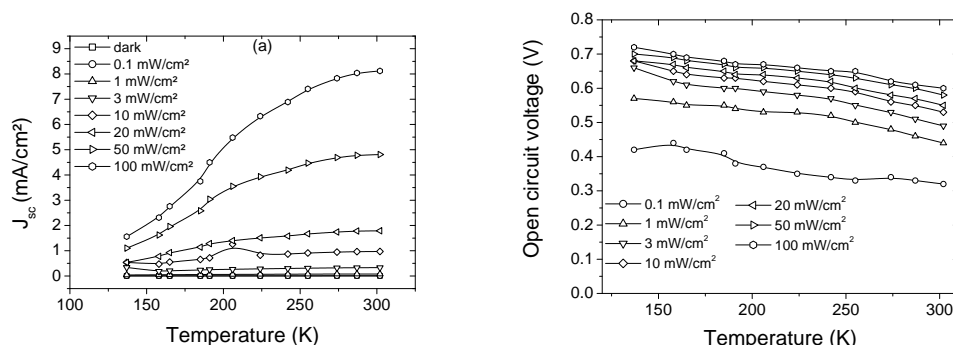 (a)
dark
0.1 mW/cm²
1 mW/cm²
3 mW/cm²
10 mW/cm²
20 mW/cm²
50 mW/cm²
100 mW/cm²
9
8
7
6
5
4
3
2
1
0
J_sc (mA/cm²)
100 150 200 250 300
Temperature (K)
0.8
0.7
0.6
0.5
0.4
0.3
0.2
0.1
0.0
Open circuit voltage (V)
0.1 mW/cm²
1 mW/cm²
3 mW/cm²
10 mW/cm²
20 mW/cm²
50 mW/cm²
100 mW/cm²
150 200 250 300
Temperature (K)